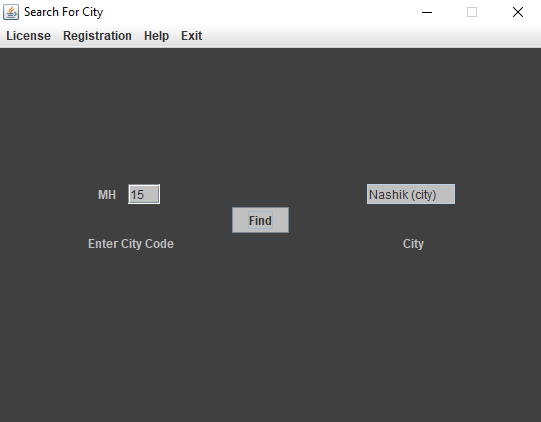 Search For City
License Registration Help Exit
MH 15 Nashik (city)
Find
Enter City Code City